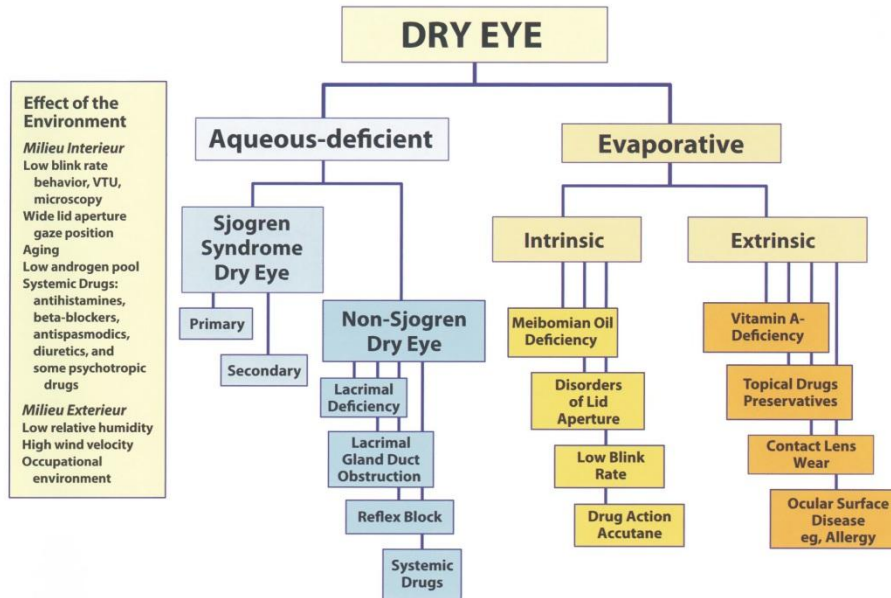 DRY EYE
Effect of the
Environment
Milieu Interieur
Low blink rate
behavior, VTU,
microscopy
Wide lid aperture
gaze position
Aging
Low androgen pool
Systemic Drugs:
antihistamines,
beta-blockers,
antispasmodics,
diuretics, and
some psychotropic
drugs
Milieu Exterieur
Low relative humidity
High wind velocity
Occupational
environment
Aqueous-deficient
Sjogren
Syndrome
Dry Eye
Primary
Secondary
Non-Sjogren
Dry Eye
Lacrimal
Deficiency
Lacrimal
Gland Duct
Obstruction
Reflex Block
Systemic
Drugs
Evaporative
Intrinsic
Meibomian Oil
Deficiency
Disorders
of Lid
Aperture
Low Blink
Rate
Drug Action
Accutane
Extrinsic
Vitamin A-
Deficiency
Topical Drugs
Preservatives
Contact Lens
Wear
Ocular Surface
Disease
eg, Allergy